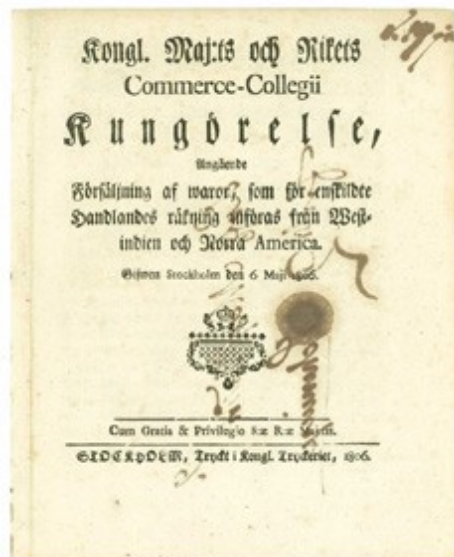 Kongl. Maj:ts och Rikets
Commerce-Collegii
Kungörelse,
Angående
Försäljning af waror, som för enskildte
Handlandes räkning införas från West-
indien och Norra America.
Gifwen Stockholm den 6 Maji 1806.
Cum Gratia & Privilegio S:æ R:æ
STOCKHOLM, Tryckt i Kongl. Tryckeriet, 1806.